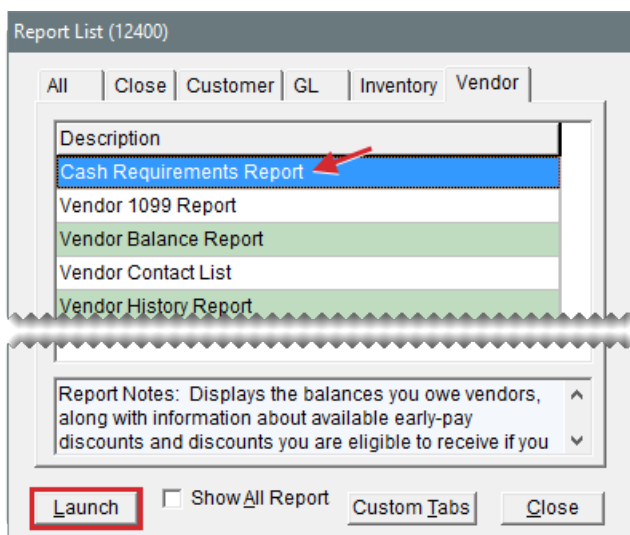 Report List (12400)
All Close Customer GL Inventory Vendor
Description
Cash Requirements Report
Vendor 1099 Report
Vendor Balance Report
Vendor Contact List
Vendor History Report
Report Notes: Displays the balances you owe vendors,
along with information about available early-pay
discounts and discounts you are eligible to receive if you
Launch Show All Report Custom Tabs Close